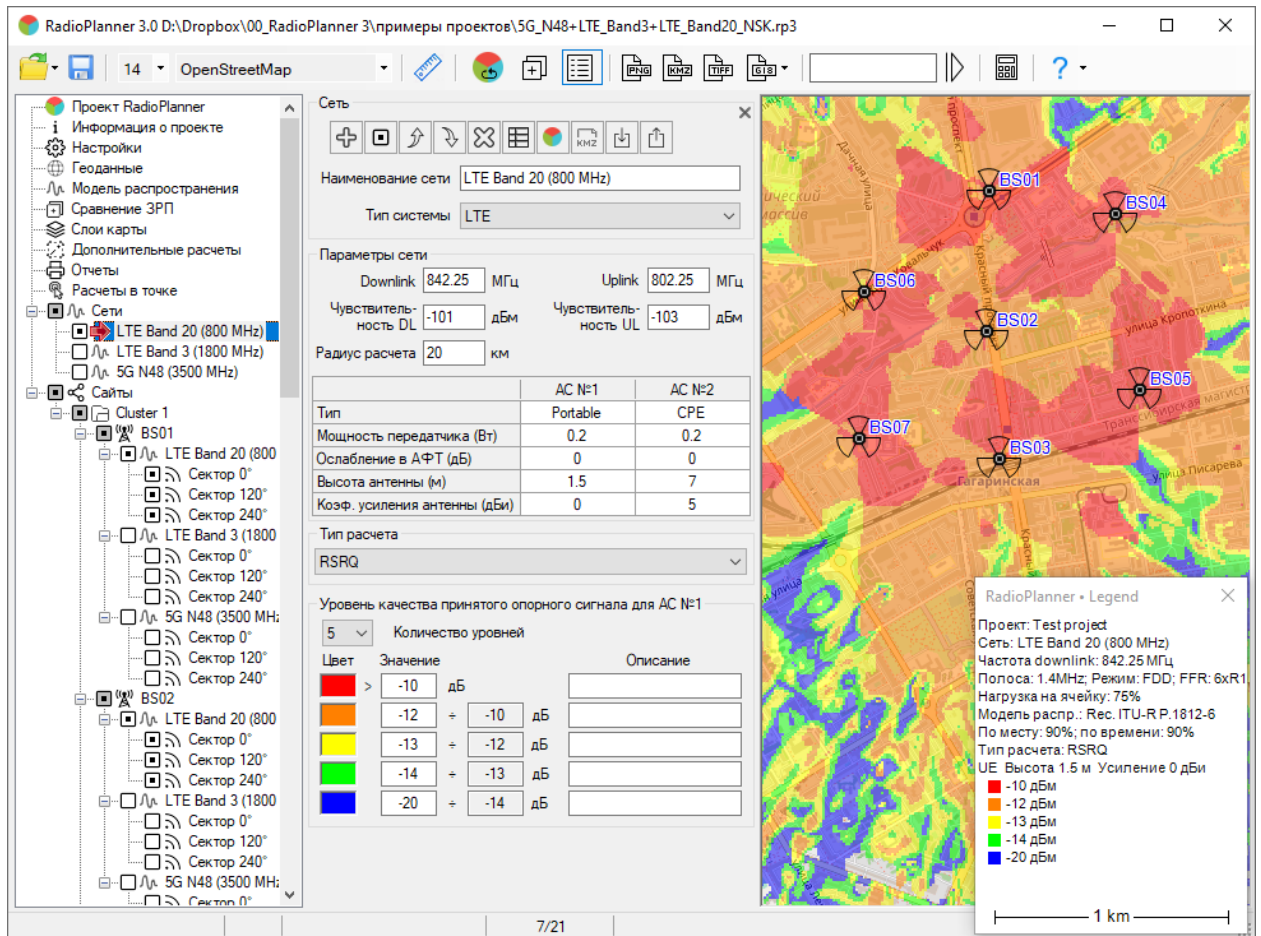 RadioPlanner 3.0 D:\Dropbox\00_RadioPlanner 3\примеры проектов\5G_N48+LTE_Band3+LTE_Band20_NSK.rp3
14 OpenStreetMap PNG KMZ TIFF GIS ?
Проект RadioPlanner
Информация о проекте
Настройки
Геоданные
Модель распространения
Сравнение ЗРП
Слои карты
Дополнительные расчеты
Отчеты
Расчеты в точке
Сети
LTE Band 20 (800 MHz)
LTE Band 3 (1800 MHz)
5G N48 (3500 MHz)
Сайты
Cluster 1
BS01
LTE Band 20 (800
Сектор 0°
Сектор 120°
Сектор 240°
LTE Band 3 (1800
Сектор 0°
Сектор 120°
Сектор 240°
5G N48 (3500 MHz
Сектор 0°
Сектор 120°
Сектор 240°
BS02
LTE Band 20 (800
Сектор 0°
Сектор 120°
Сектор 240°
LTE Band 3 (1800
Сектор 0°
Сектор 120°
Сектор 240°
5G N48 (3500 MHz
Сектор 0°
Сеть
KMZ
Наименование сети LTE Band 20 (800 MHz)
Тип системы LTE
Параметры сети
Downlink 842.25 МГц Uplink 802.25 МГц
Чувствитель-
ность DL -101 дБм
Чувствитель-
ность UL -103 дБм
Радиус расчета 20 км
АС №1 АС №2
Тип Portable CPE
Мощность передатчика (Вт) 0.2 0.2
Ослабление в АФТ (дБ) 0 0
Высота антенны (м) 1.5 7
Коэф. усиления антенны (дБи) 0 5
Тип расчета
RSRQ
Уровень качества принятого опорного сигнала для АС №1
5 Количество уровней
Цвет Значение Описание
> -10 дБ
-12 ÷ -10 дБ
-13 ÷ -12 дБ
-14 ÷ -13 дБ
-20 ÷ -14 дБ
проспект
Дачная улица
BS01
BS04
BS06
Красный
BS02
улица Кропоткина
BS05
Транссибирская магист
BS07
BS03
Гагаринская
улица Писарева
Красный
RadioPlanner • Legend
Проект: Test project
Сеть: LTE Band 20 (800 MHz)
Частота downlink: 842.25 МГц
Полоса: 1.4MHz; Режим: FDD; FFR: 6xR1
Нагрузка на ячейку: 75%
Модель распр.: Rec. ITU-R P.1812-6
По месту: 90%; по времени: 90%
Тип расчета: RSRQ
UE Высота 1.5 м Усиление 0 дБи
-10 дБм
-12 дБм
-13 дБм
-14 дБм
-20 дБм
1 км
7/21